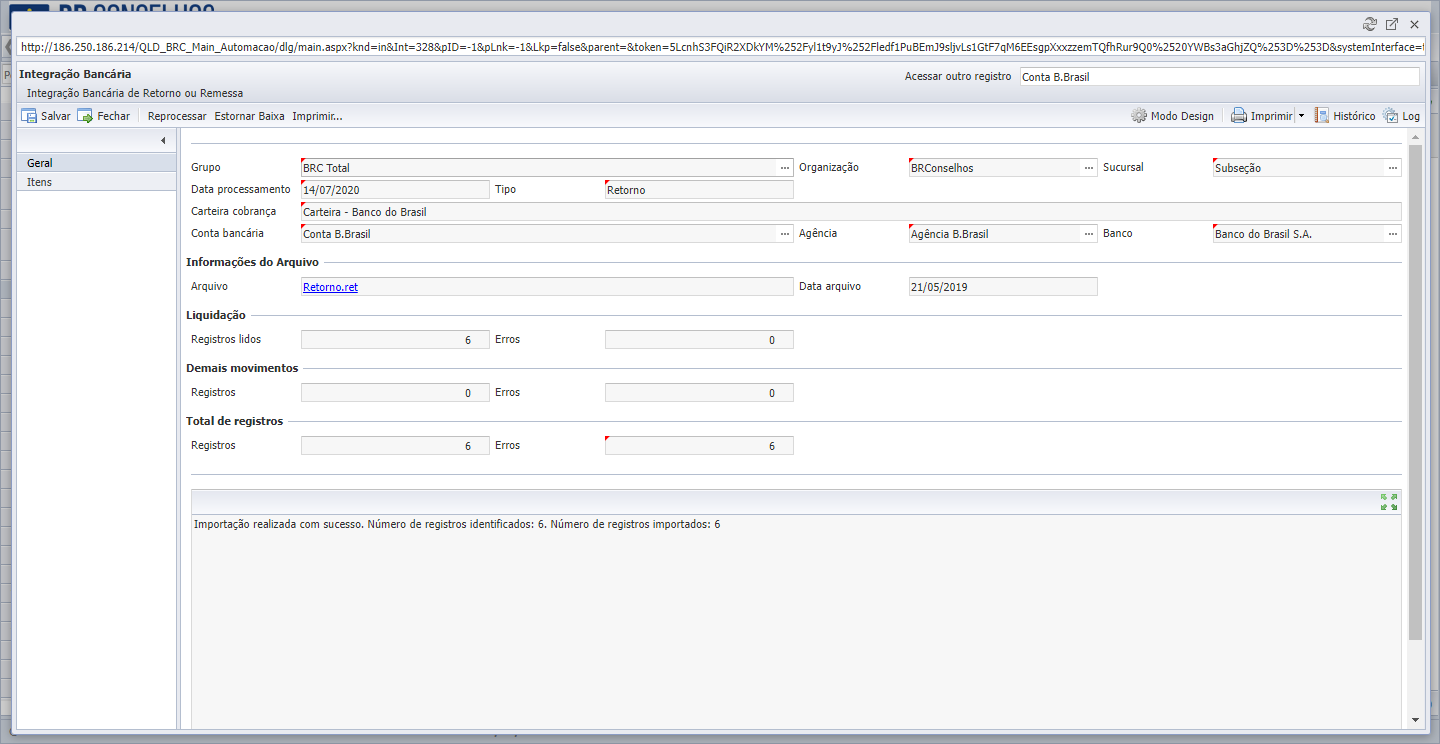 BR CONSELHOS
http://186.250.186.214/QLD_BRC_Main_Automacao/dlg/main.aspx?knd=in&Int=328&pID=-1&pLnk=-1&Lkp=false&parent=&token=5LcnhS3FQiR2XDkYM%252Fyl1t9yJ%252Fledf1PuBEmJ9sljvLs1GtF7qM6EEsgpXxxzzemTQfhRur9Q0%2520YWBs3aGhjZQ%253D%253D&systemInterface=t
Integração Bancária
Acessar outro registro Conta B.Brasil
Integração Bancária de Retorno ou Remessa
Salvar Fechar Reprocessar Estornar Baixa Imprimir... Modo Design Imprimir Histórico Log
Geral
Itens
Grupo BRC Total ... Organização BRConselhos ... Sucursal Subseção ...
Data processamento 14/07/2020 Tipo Retorno
Carteira cobrança Carteira - Banco do Brasil
Conta bancária Conta B.Brasil ... Agência Agência B.Brasil ... Banco Banco do Brasil S.A. ...
Informações do Arquivo
Arquivo Retorno.ret Data arquivo 21/05/2019
Liquidação
Registros lidos 6 Erros 0
Demais movimentos
Registros 0 Erros 0
Total de registros
Registros 6 Erros 6
Importação realizada com sucesso. Número de registros identificados: 6. Número de registros importados: 6